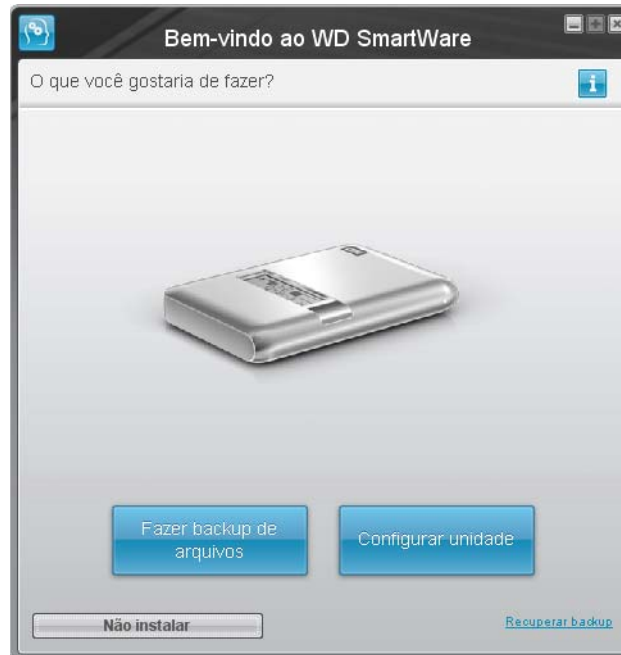 Bem-vindo ao WD SmartWare
O que você gostaria de fazer?
Fazer backup de
arquivos
Configurar unidade
Não instalar
Recuperar backup